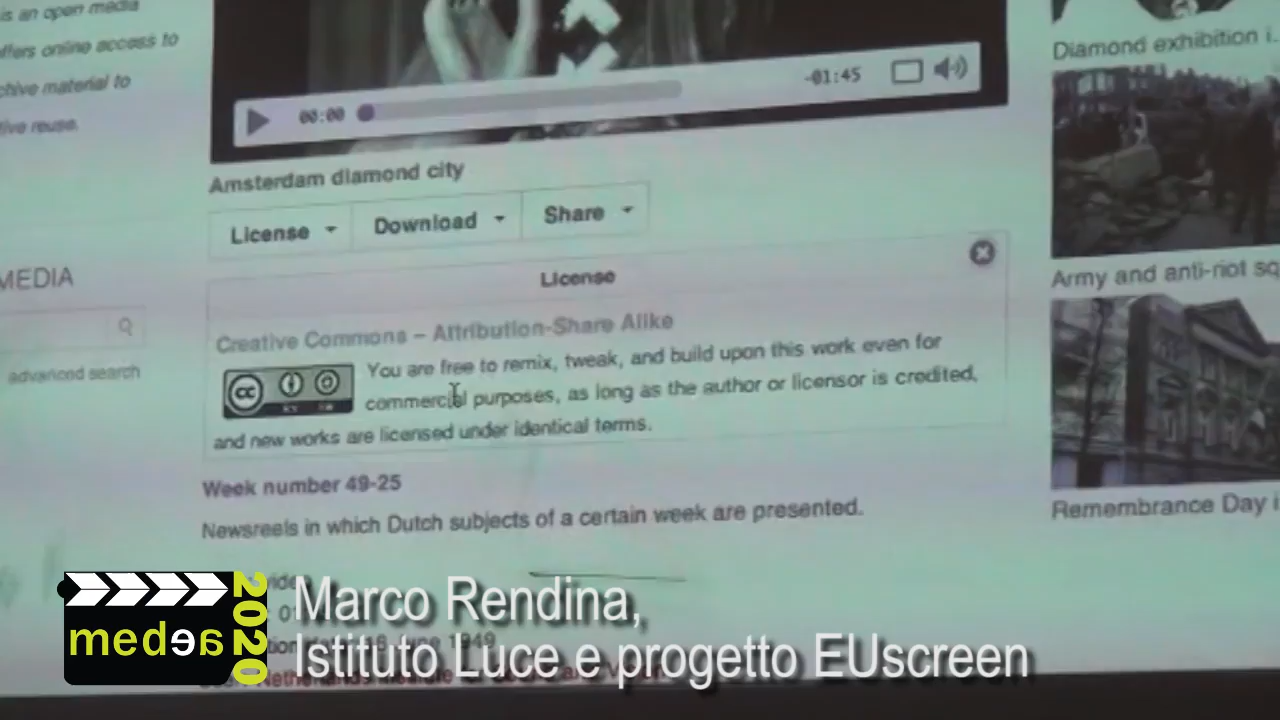 is an open media
offers online access to
archive material to
reuse.
00:00
-01:45
Amsterdam diamond city
License
Download
Share
License
Creative Commons – Attribution-Share Alike
cc
You are free to remix, tweak, and build upon this work even for
commercial purposes, as long as the author or licensor is credited,
and new works are licensed under identical terms.
Week number 49-25
Newsreels in which Dutch subjects of a certain week are presented.
MEDIA
advanced search
Diamond exhibition i..
Army and anti-riot sq
Remembrance Day i
1949
medaea
2020
Marco Rendina,
Istituto Luce e progetto EUscreen